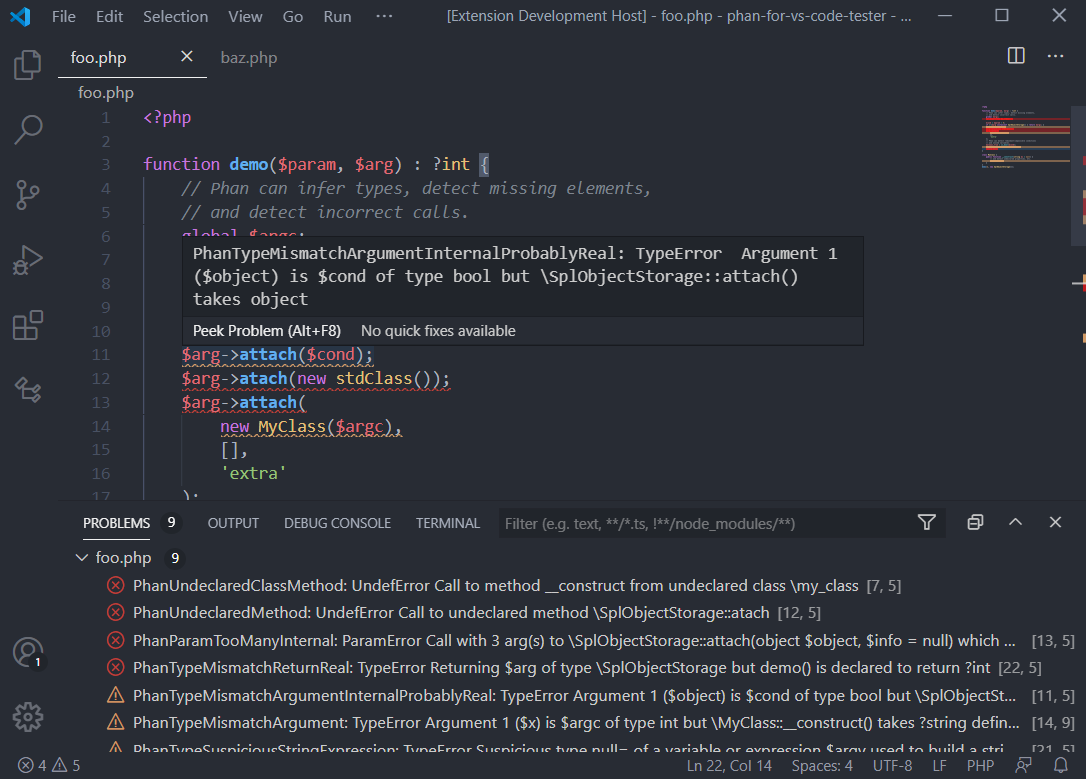 File Edit Selection View Go Run ··· [Extension Development Host] - foo.php - phan-for-vs-code-tester - ...
foo.php baz.php
foo.php
1 <?php
2
3 function demo($param, $arg) : ?int {
4 // Phan can infer types, detect missing elements,
5 // and detect incorrect calls.
6 global $argc;
7
PhanTypeMismatchArgumentInternalProbablyReal: TypeError Argument 1
8
($object) is $cond of type bool but \SplObjectStorage::attach()
9
takes object
10
Peek Problem (Alt+F8) No quick fixes available
11 $arg->attach($cond);
12 $arg->atach(new stdClass());
13 $arg->attach(
14 new MyClass($argc),
15 [],
16 'extra'
17 );
PROBLEMS 9 OUTPUT DEBUG CONSOLE TERMINAL Filter (e.g. text, **/*.ts, !**/node_modules/**)
foo.php 9
PhanUndeclaredClassMethod: UndefError Call to method __construct from undeclared class \my_class [7, 5]
PhanUndeclaredMethod: UndefError Call to undeclared method \SplObjectStorage::atach [12, 5]
PhanParamTooManyInternal: ParamError Call with 3 arg(s) to \SplObjectStorage::attach(object $object, $info = null) which ... [13, 5]
PhanTypeMismatchReturnReal: TypeError Returning $arg of type \SplObjectStorage but demo() is declared to return ?int [22, 5]
PhanTypeMismatchArgumentInternalProbablyReal: TypeError Argument 1 ($object) is $cond of type bool but \SplObjectSt... [11, 5]
PhanTypeMismatchArgument: TypeError Argument 1 ($x) is $argc of type int but \MyClass::__construct() takes ?string defin... [14, 9]
PhanTypeSuspiciousStringExpression: TypeError Suspicious type null= of a variable or expression $argv used to build a stri... [21, 5]
4 5 Ln 22, Col 14 Spaces: 4 UTF-8 LF PHP